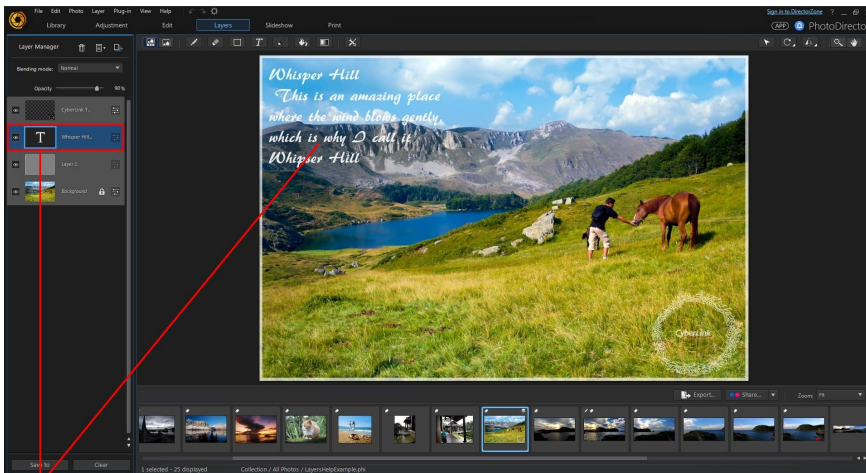 File Edit Photo Layer Plug-in View Help
Sign in to DirectorZone ? _
Library Adjustment Edit Layers Slideshow Print
APP PhotoDirecto
Layer Manager
Blending mode: Normal
Opacity 90%
CyberLink T...
T Whisper Hill...
Layer 1
Background
Save to Clear
Whisper Hill
This is an amazing place
where the wind blows gently,
which is why I call it
Whipser Hill
CyberLink
Export... Share... Zoom: Fit
1 selected - 25 displayed Collection / All Photos / LayersHelpExample.phi